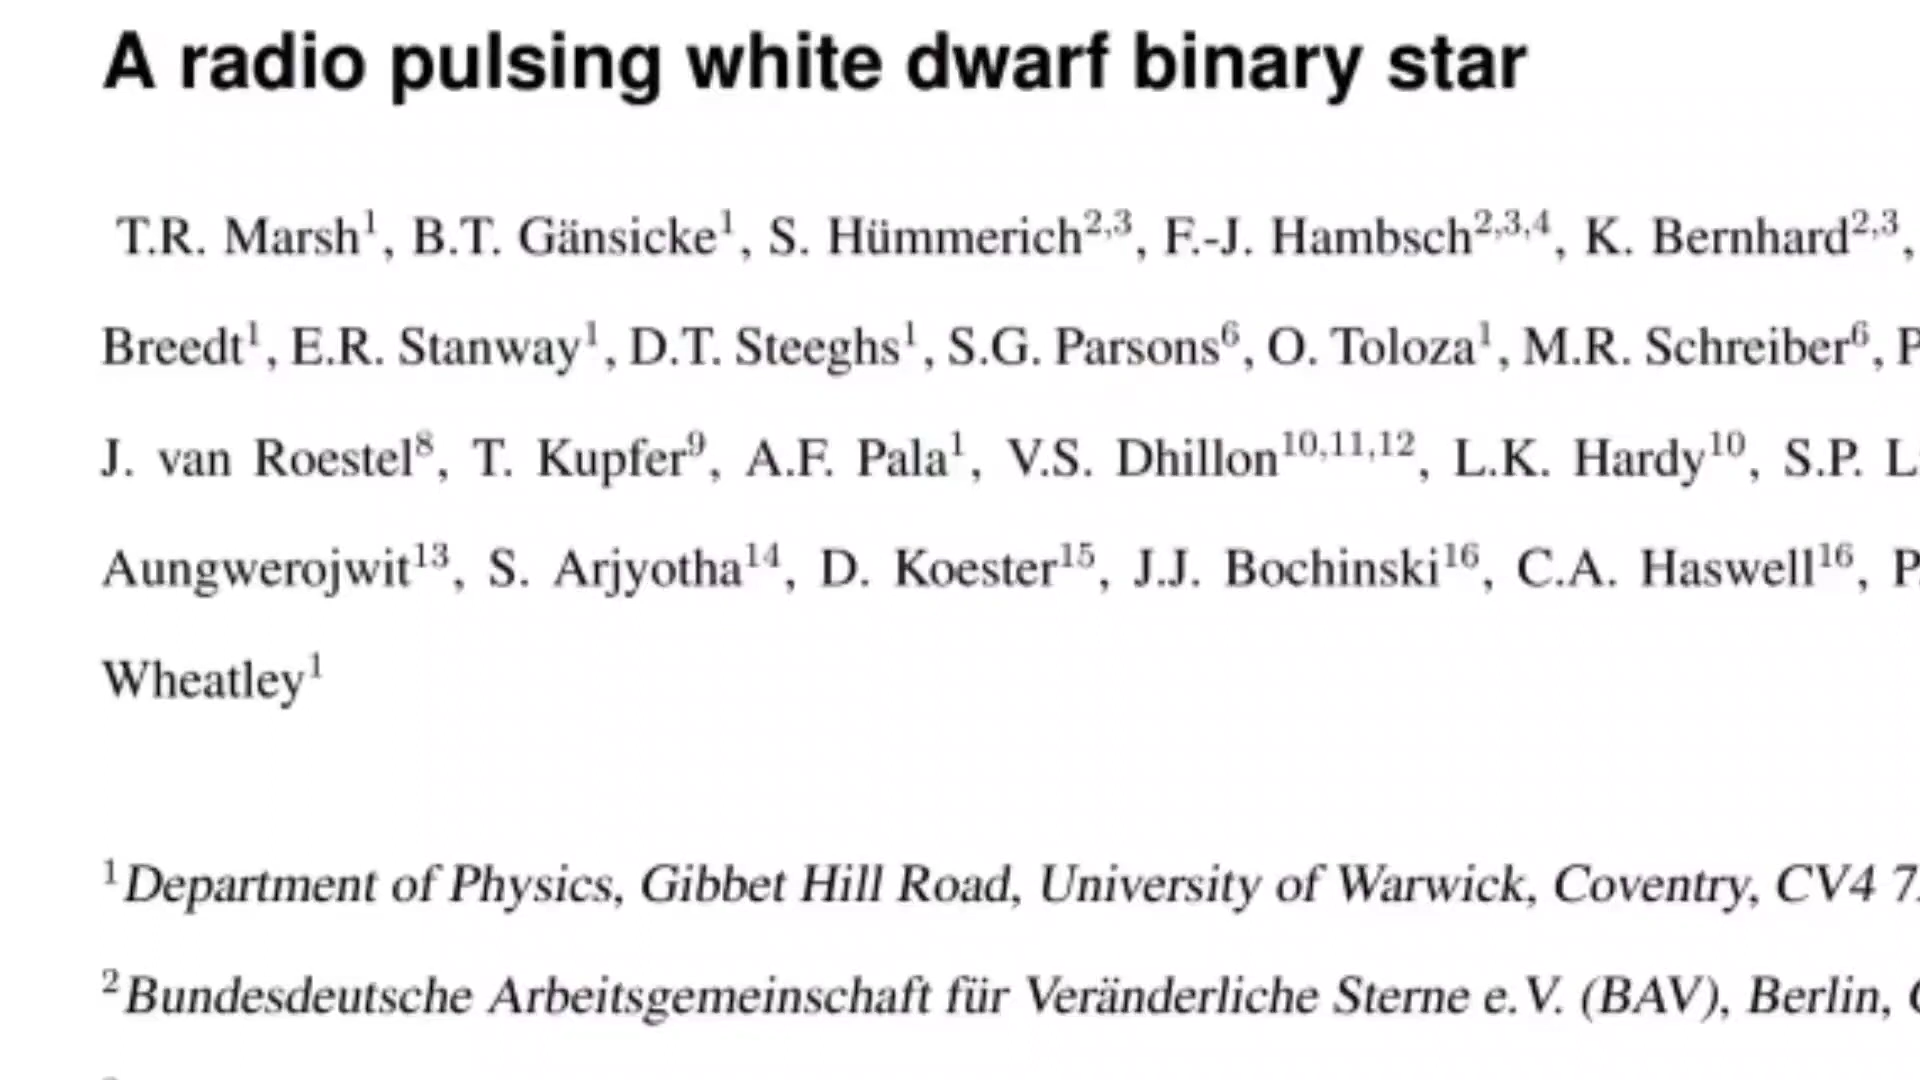 A radio pulsing white dwarf binary star
T.R. Marsh¹, B.T. Gänsicke¹, S. Hümmerich²,³, F.-J. Hambsch²,³,⁴, K. Bernhard²,³,
Breedt¹, E.R. Stanway¹, D.T. Steeghs¹, S.G. Parsons⁶, O. Toloza¹, M.R. Schreiber⁶, P
J. van Roestel⁸, T. Kupfer⁹, A.F. Pala¹, V.S. Dhillon¹⁰,¹¹,¹², L.K. Hardy¹⁰, S.P. L
Aungwerojwit¹³, S. Arjyotha¹⁴, D. Koester¹⁵, J.J. Bochinski¹⁶, C.A. Haswell¹⁶, P.
Wheatley¹
¹Department of Physics, Gibbet Hill Road, University of Warwick, Coventry, CV4 7
²Bundesdeutsche Arbeitsgemeinschaft für Veränderliche Sterne e.V. (BAV), Berlin,